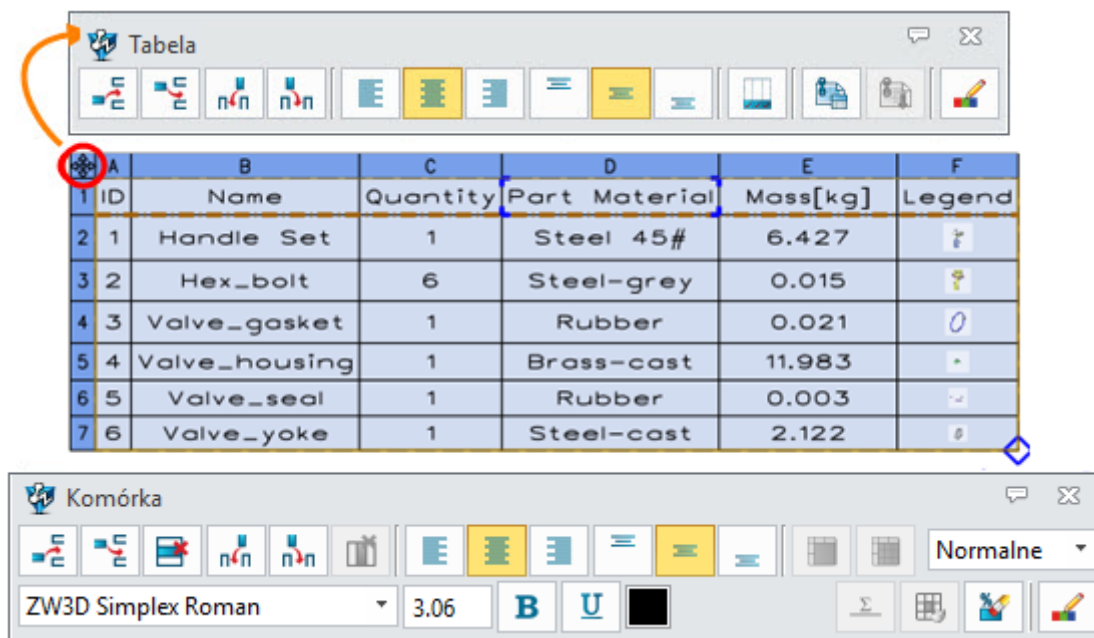 Tabela
A B C D E F
1 ID Name Quantity Part Material Mass[kg] Legend
2 1 Handle Set 1 Steel 45# 6.427
3 2 Hex_bolt 6 Steel-grey 0.015
4 3 Valve_gasket 1 Rubber 0.021
5 4 Valve_housing 1 Brass-cast 11.983
6 5 Valve_seal 1 Rubber 0.003
7 6 Valve_yoke 1 Steel-cast 2.122
Komórka
Normalne
ZW3D Simplex Roman 3.06 B U Σ